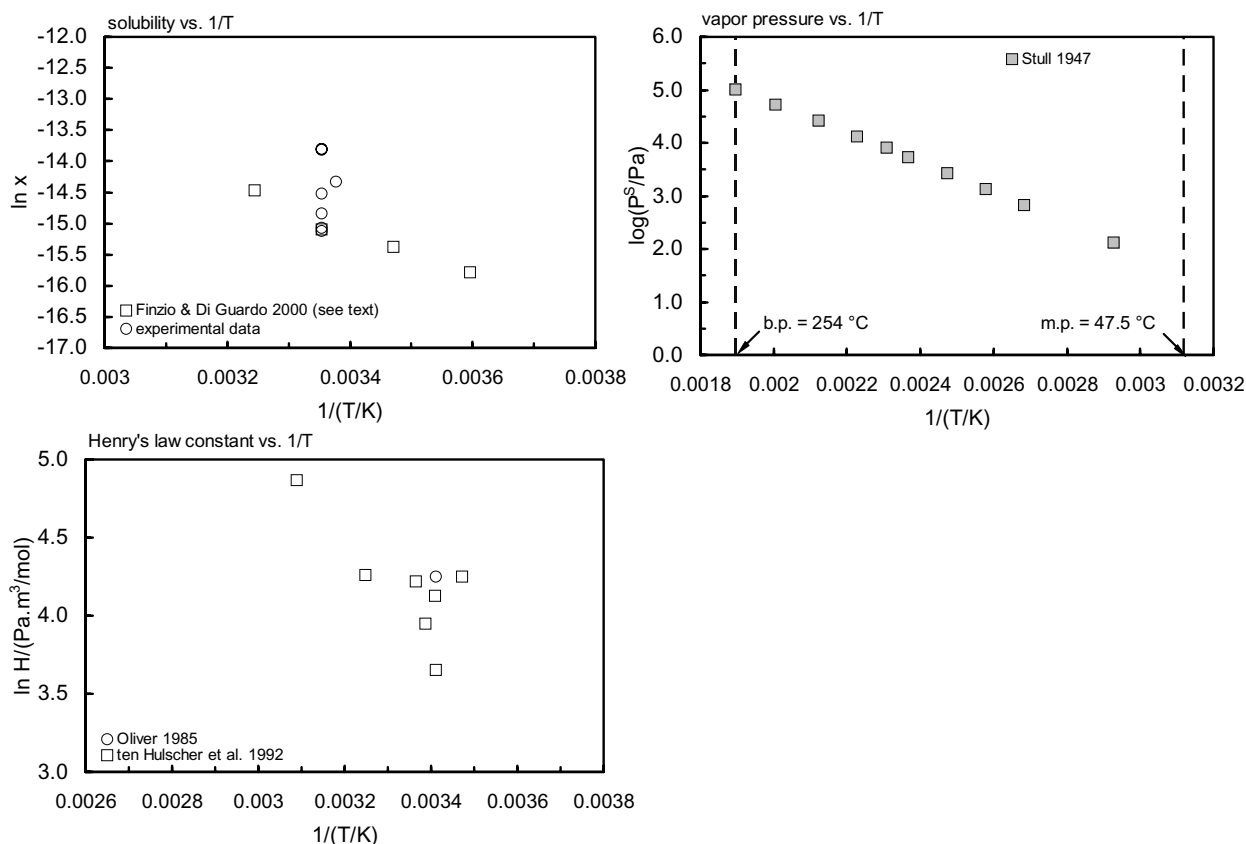 solubility vs. 1/T
-12.0
-12.5
-13.0
-13.5
-14.0
-14.5
-15.0
-15.5
-16.0
-16.5
-17.0
ln x
Finzio & Di Guardo 2000 (see text)
experimental data
0.003 0.0032 0.0034 0.0036 0.0038
1/(T/K)
vapor pressure vs. 1/T
6.0
5.0
4.0
3.0
2.0
1.0
0.0
log(P^S/Pa)
Stull 1947
b.p. = 254 °C
m.p. = 47.5 °C
0.0018 0.002 0.0022 0.0024 0.0026 0.0028 0.003 0.0032
1/(T/K)
Henry's law constant vs. 1/T
5.0
4.5
4.0
3.5
3.0
ln H/(Pa.m³/mol)
Oliver 1985
ten Hulscher et al. 1992
0.0026 0.0028 0.003 0.0032 0.0034 0.0036 0.0038
1/(T/K)